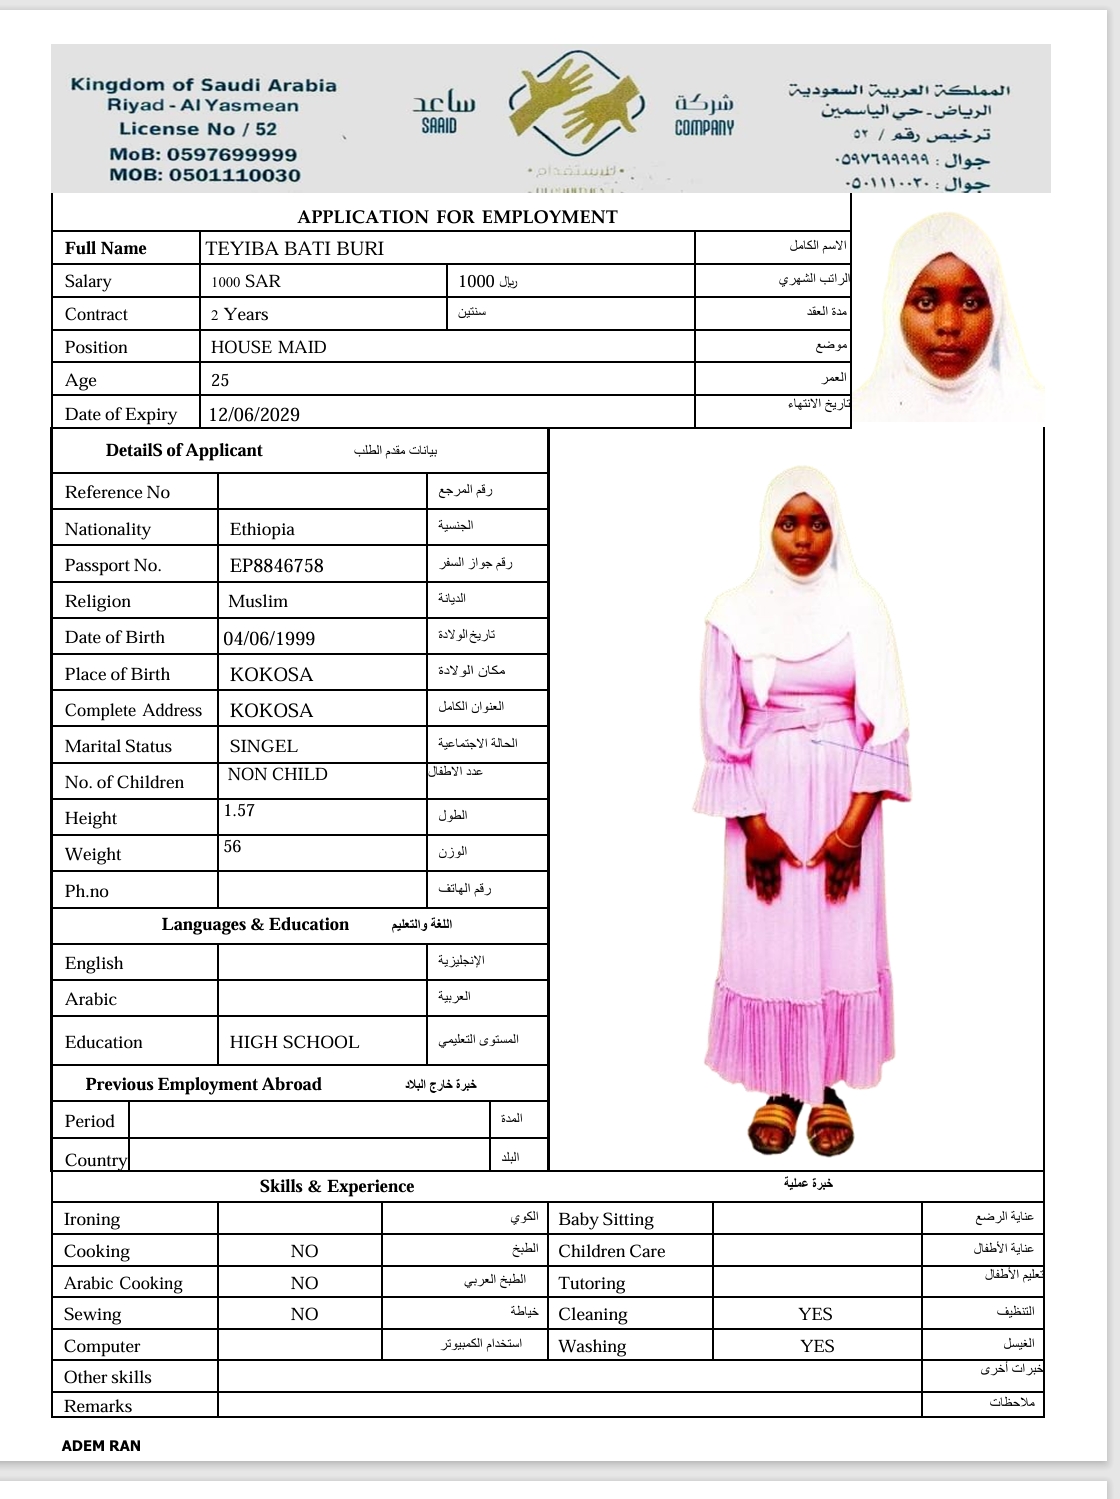 Kingdom of Saudi Arabia
Riyad - Al Yasmean
License No / 52
MoB: 0597699999
MOB: 0501110030
ساعد
SAAID
شركة
COMPANY
المملكة العربية السعودية
الرياض - حي الياسمين
ترخيص رقم / ٥٢
جوال : ٠٥٩٧٦٩٩٩٩٩
جوال : ٠٥٠١١١٠٠٣٠
للاستقدام
APPLICATION FOR EMPLOYMENT
Full Name TEYIBA BATI BURI الاسم الكامل
Salary 1000 SAR 1000 ريال الراتب الشهري
Contract 2 Years سنتين مدة العقد
Position HOUSE MAID موضع
Age 25 العمر
Date of Expiry 12/06/2029 تاريخ الانتهاء
DetailS of Applicant بيانات مقدم الطلب
Reference No رقم المرجع
Nationality Ethiopia الجنسية
Passport No. EP8846758 رقم جواز السفر
Religion Muslim الديانة
Date of Birth 04/06/1999 تاريخ الولادة
Place of Birth KOKOSA مكان الولادة
Complete Address KOKOSA العنوان الكامل
Marital Status SINGEL الحالة الاجتماعية
No. of Children NON CHILD عدد الاطفال
Height 1.57 الطول
Weight 56 الوزن
Ph.no رقم الهاتف
Languages & Education اللغة والتعليم
English الإنجليزية
Arabic العربية
Education HIGH SCHOOL المستوى التعليمي
Previous Employment Abroad خبرة خارج البلاد
Period المدة
Country البلد
Skills & Experience خبرة عملية
Ironing الكوي Baby Sitting عناية الرضع
Cooking NO الطبخ Children Care عناية الأطفال
Arabic Cooking NO الطبخ العربي Tutoring تعليم الأطفال
Sewing NO خياطة Cleaning YES التنظيف
Computer استخدام الكمبيوتر Washing YES الغيسل
Other skills خبرات أخرى
Remarks ملاحظات
ADEM RAN